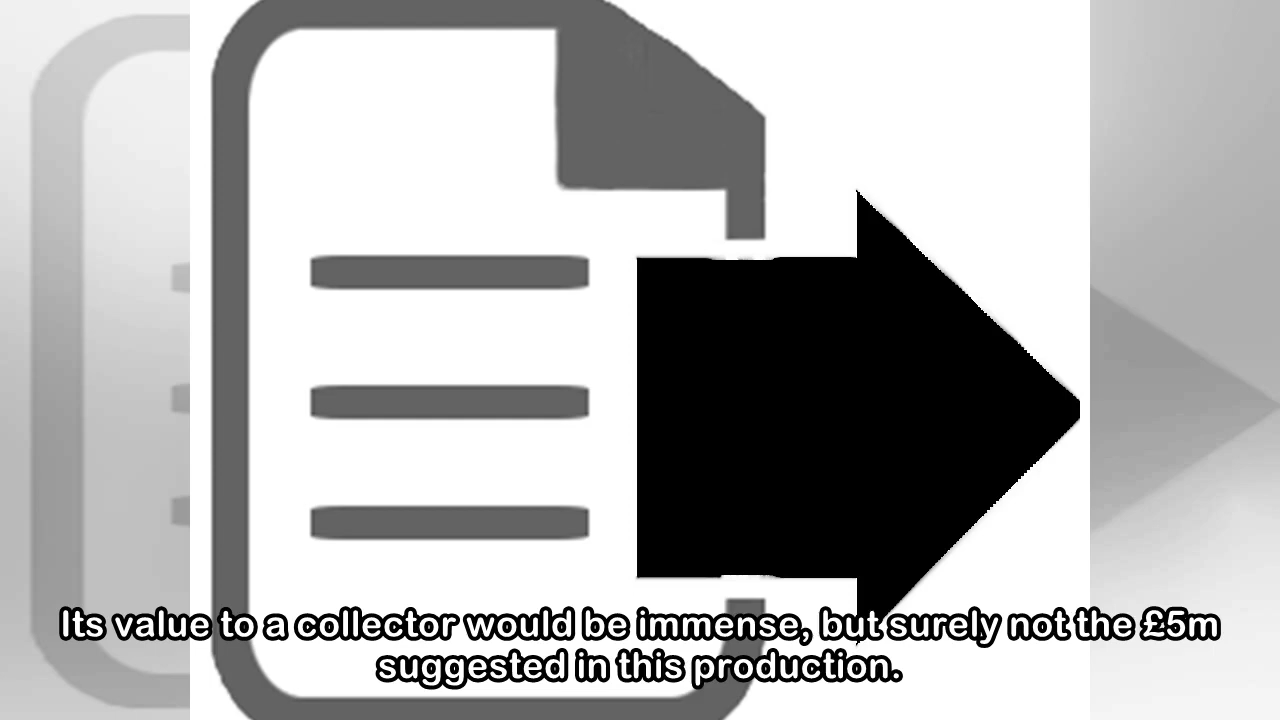 Its value to a collector would be immense, but surely not the £5m
suggested in this production.